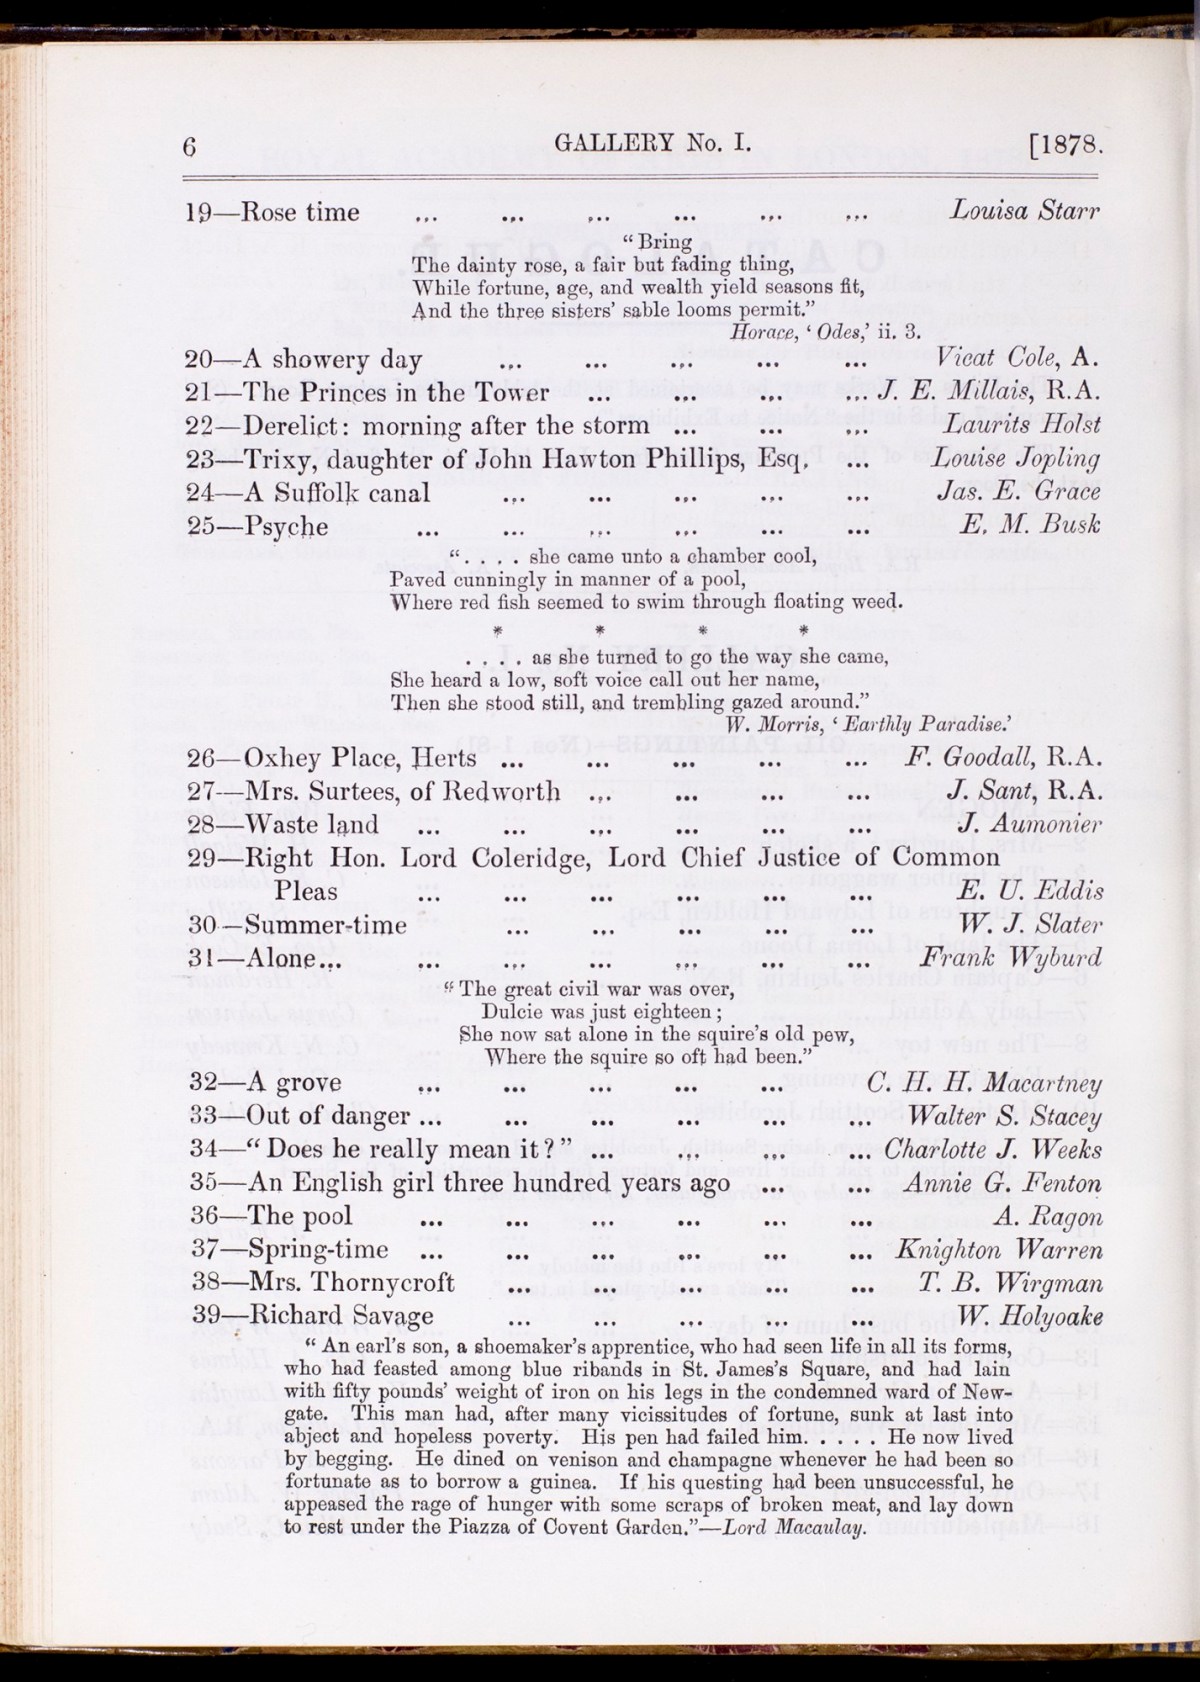 6 GALLERY No. I. [1878.
19—Rose time ... ... ... ... ... ... Louisa Starr
“Bring
The dainty rose, a fair but fading thing,
While fortune, age, and wealth yield seasons fit,
And the three sisters’ sable looms permit.”
Horace, ‘Odes,’ ii. 3.
20—A showery day ... ... ... ... ... Vicat Cole, A.
21—The Princes in the Tower ... ... ... ... J. E. Millais, R.A.
22—Derelict: morning after the storm ... ... ... Laurits Holst
23—Trixy, daughter of John Hawton Phillips, Esq. ... Louise Jopling
24—A Suffolk canal ... ... ... ... ... Jas. E. Grace
25—Psyche ... ... ... ... ... ... E. M. Busk
“. . . . she came unto a chamber cool,
Paved cunningly in manner of a pool,
Where red fish seemed to swim through floating weed.
* * * *
. . . . as she turned to go the way she came,
She heard a low, soft voice call out her name,
Then she stood still, and trembling gazed around.”
W. Morris, ‘Earthly Paradise.’
26—Oxhey Place, Herts ... ... ... ... ... F. Goodall, R.A.
27—Mrs. Surtees, of Redworth ... ... ... ... J. Sant, R.A.
28—Waste land ... ... ... ... ... ... J. Aumonier
29—Right Hon. Lord Coleridge, Lord Chief Justice of Common
Pleas ... ... ... ... ... ... E. U. Eddis
30—Summer-time ... ... ... ... ... W. J. Slater
31—Alone... ... ... ... ... ... ... Frank Wyburd
“The great civil war was over,
Dulcie was just eighteen;
She now sat alone in the squire’s old pew,
Where the squire so oft had been.”
32—A grove ... ... ... ... ... C. H. H. Macartney
33—Out of danger ... ... ... ... ... ... Walter S. Stacey
34—“Does he really mean it?” ... ... ... ... Charlotte J. Weeks
35—An English girl three hundred years ago ... ... Annie G. Fenton
36—The pool ... ... ... ... ... ... A. Ragon
37—Spring-time ... ... ... ... ... ... Knighton Warren
38—Mrs. Thornycroft ... ... ... ... ... T. B. Wirgman
39—Richard Savage ... ... ... ... ... W. Holyoake
“An earl’s son, a shoemaker’s apprentice, who had seen life in all its forms,
who had feasted among blue ribands in St. James’s Square, and had lain
with fifty pounds’ weight of iron on his legs in the condemned ward of New-
gate. This man had, after many vicissitudes of fortune, sunk at last into
abject and hopeless poverty. His pen had failed him. . . . . He now lived
by begging. He dined on venison and champagne whenever he had been so
fortunate as to borrow a guinea. If his questing had been unsuccessful, he
appeased the rage of hunger with some scraps of broken meat, and lay down
to rest under the Piazza of Covent Garden.”—Lord Macaulay.